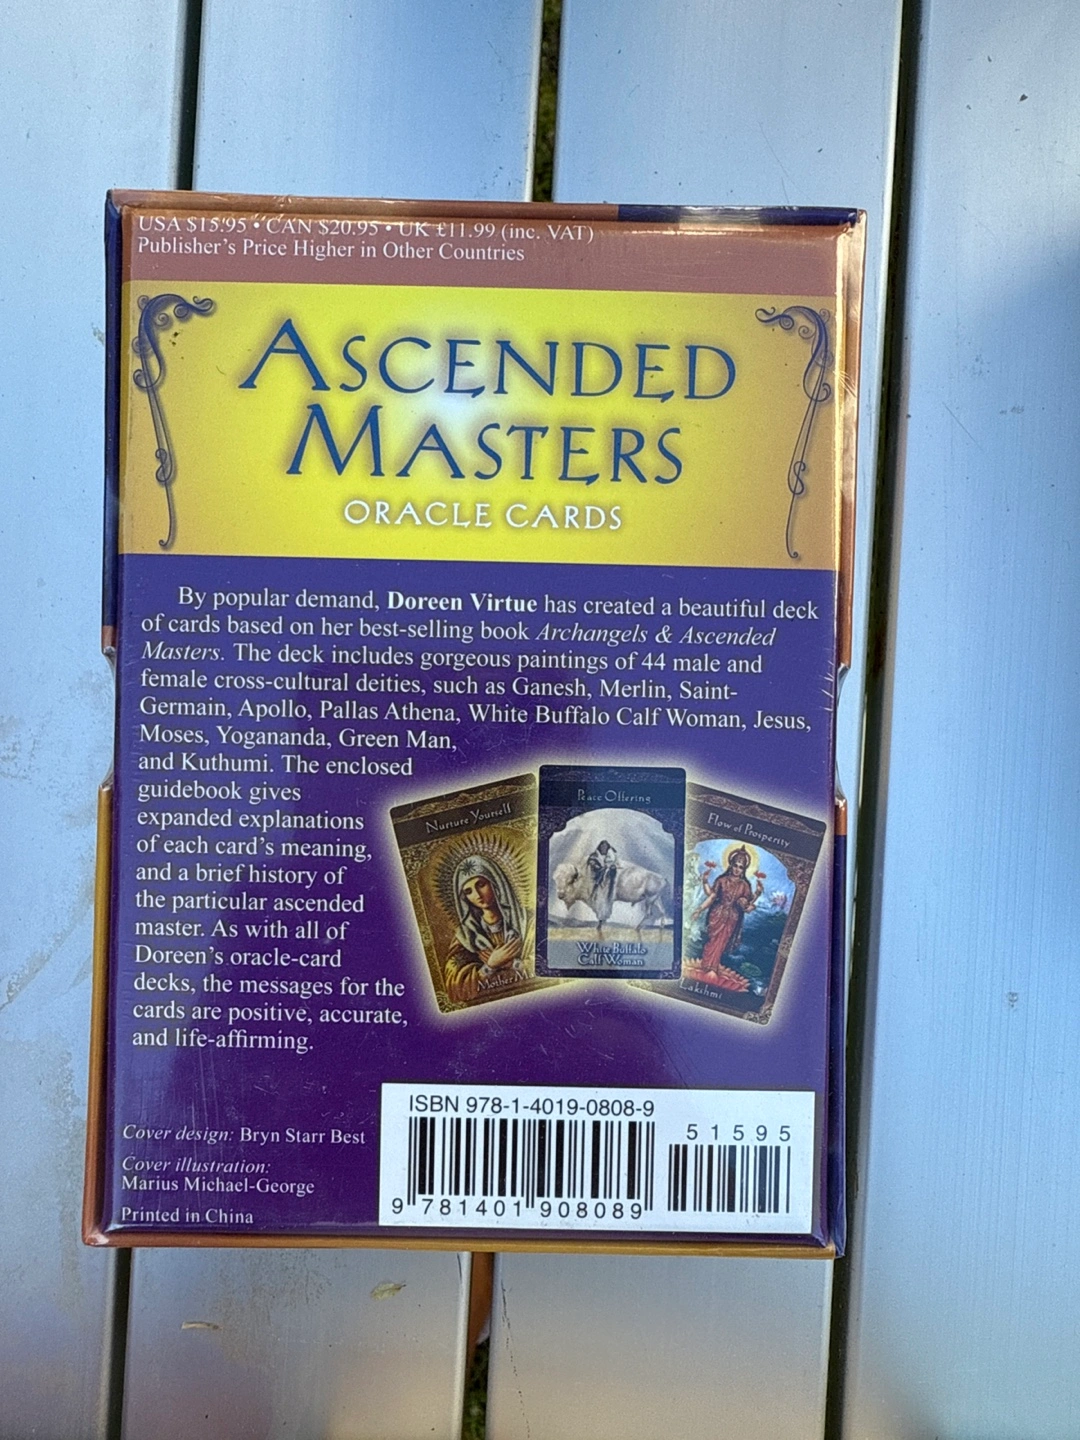 USA $15.95 • CAN $20.95 • UK £11.99 (inc. VAT)
Publisher's Price Higher in Other Countries
ASCENDED
MASTERS
ORACLE CARDS
By popular demand, Doreen Virtue has created a beautiful deck
of cards based on her best-selling book Archangels & Ascended
Masters. The deck includes gorgeous paintings of 44 male and
female cross-cultural deities, such as Ganesh, Merlin, Saint-
Germain, Apollo, Pallas Athena, White Buffalo Calf Woman, Jesus,
Moses, Yogananda, Green Man,
and Kuthumi. The enclosed
guidebook gives
expanded explanations
of each card's meaning,
and a brief history of
the particular ascended
master. As with all of
Doreen's oracle-card
decks, the messages for the
cards are positive, accurate,
and life-affirming.
Nurture Yourself
Mother M
Peace Offering
White Buffalo
Calf Woman
Flow of Prosperity
Lakshmi
Cover design: Bryn Starr Best
Cover illustration:
Marius Michael-George
Printed in China
ISBN 978-1-4019-0808-9
51595
9 781401 908089